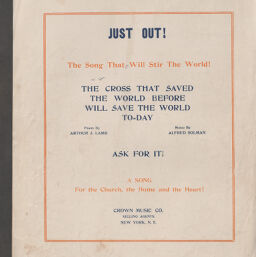 JUST OUT!
The Song That Will Stir The World!
THE CROSS THAT SAVED
THE WORLD BEFORE
WILL SAVE THE WORLD
TO-DAY
Poem by
ARTHUR J. LAMB
Music By
ALFRED SOLMAN
ASK FOR IT!
A SONG
For the Church, the Home and the Heart!
CROWN MUSIC CO.
SELLING AGENTS
NEW YORK, N. Y.